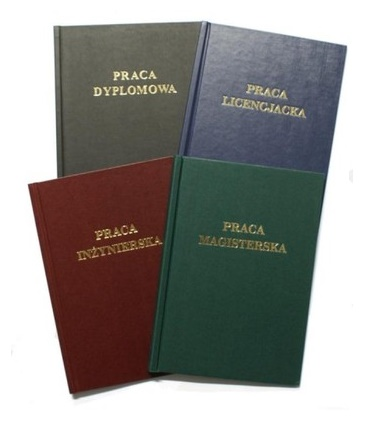 PRACA
DYPLOMOWA
PRACA
LICENCJACKA
PRACA
INŻYNIERSKA
PRACA
MAGISTERSKA